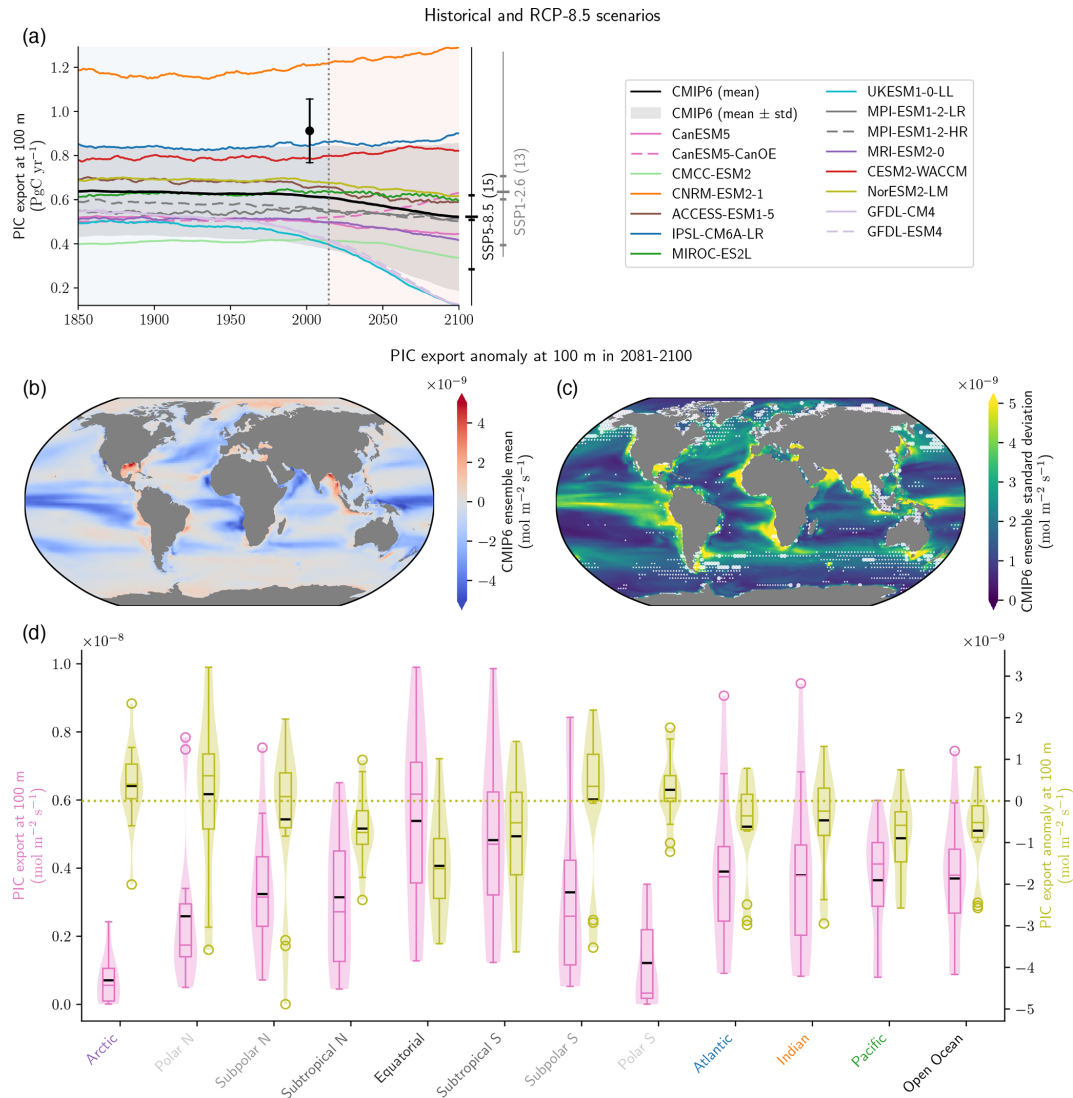 Historical and RCP-8.5 scenarios
(a)
PIC export at 100 m
(PgC yr⁻¹)
1.2
1.0
0.8
0.6
0.4
0.2
1850
1900
1950
2000
2050
2100
SSP5-8.5 (15)
SSP1-2.6 (13)
CMIP6 (mean)
CMIP6 (mean ± std)
CanESM5
CanESM5-CanOE
CMCC-ESM2
CNRM-ESM2-1
ACCESS-ESM1-5
IPSL-CM6A-LR
MIROC-ES2L
UKESM1-0-LL
MPI-ESM1-2-LR
MPI-ESM1-2-HR
MRI-ESM2-0
CESM2-WACCM
NorESM2-LM
GFDL-CM4
GFDL-ESM4
PIC export anomaly at 100 m in 2081-2100
(b)
×10⁻⁹
4
2
0
−2
−4
CMIP6 ensemble mean
(mol m⁻² s⁻¹)
(c)
×10⁻⁹
5
4
3
2
1
0
CMIP6 ensemble standard deviation
(mol m⁻² s⁻¹)
(d)
×10⁻⁸
PIC export at 100 m
(mol m⁻² s⁻¹)
1.0
0.8
0.6
0.4
0.2
0.0
×10⁻⁹
3
2
1
0
−1
−2
−3
−4
−5
PIC export anomaly at 100 m
(mol m⁻² s⁻¹)
Arctic
Polar N
Subpolar N
Subtropical N
Equatorial
Subtropical S
Subpolar S
Polar S
Atlantic
Indian
Pacific
Open Ocean